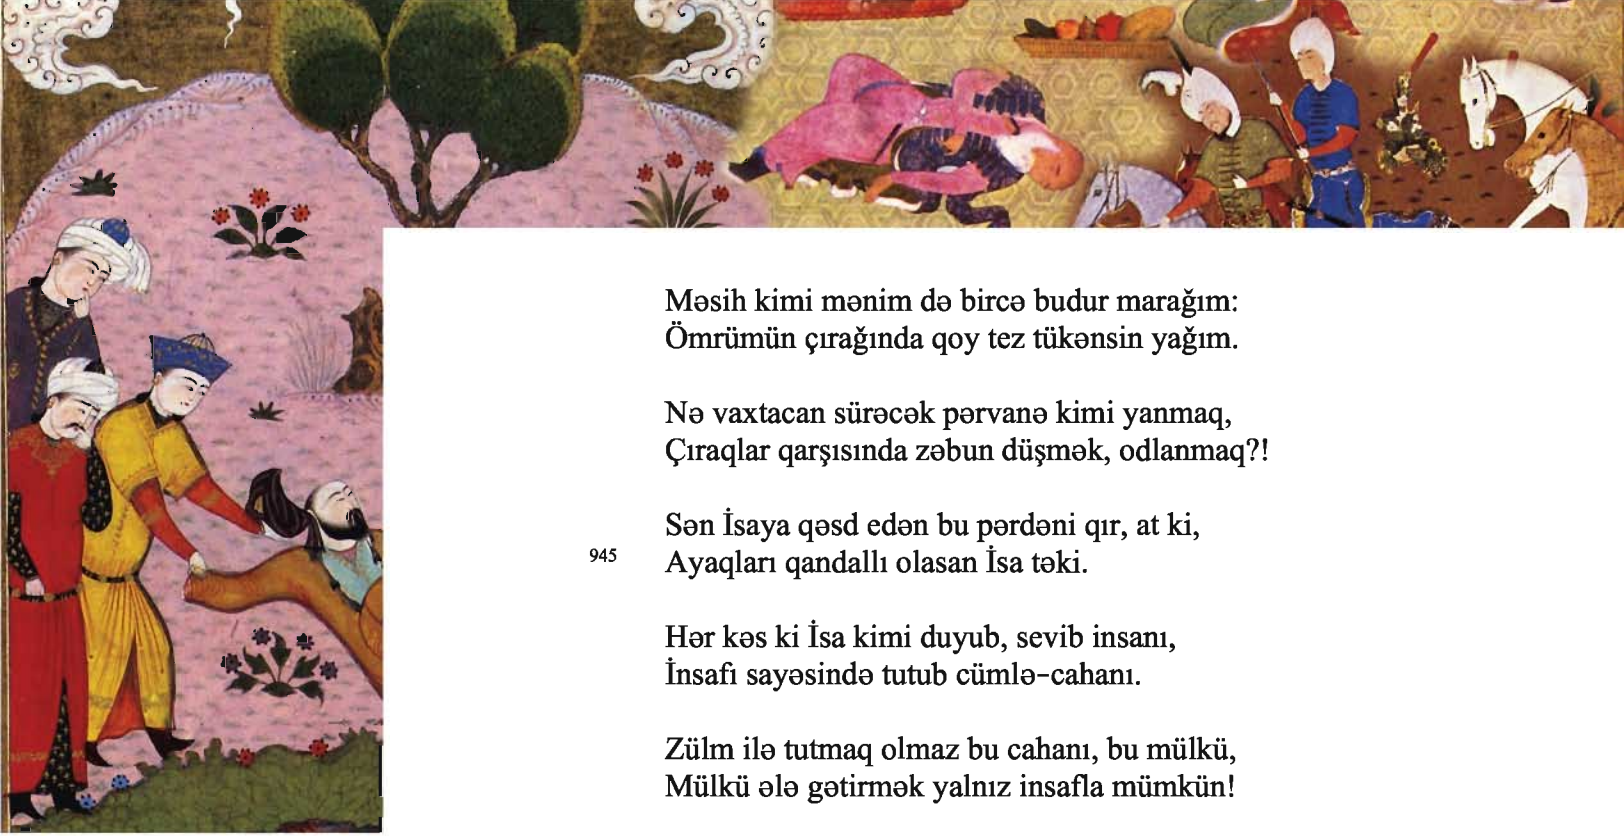 Məsih kimi mənim də bircə budur marağım:
Ömrümün çırağında qoy tez tükənsin yağım.
Nə vaxtacan sürəcək pərvanə kimi yanmaq,
Çıraqlar qarşısında zəbun düşmək, odlanmaq?!
Sən İsaya qəsd edən bu pərdəni qır, at ki,
945 Ayaqları qandallı olasan İsa təki.
Hər kəs ki İsa kimi duyub, sevib insanı,
İnsafı sayəsində tutub cümlə-cahanı.
Zülm ilə tutmaq olmaz bu cahanı, bu mülkü,
Mülkü ələ gətirmək yalnız insafla mümkün!